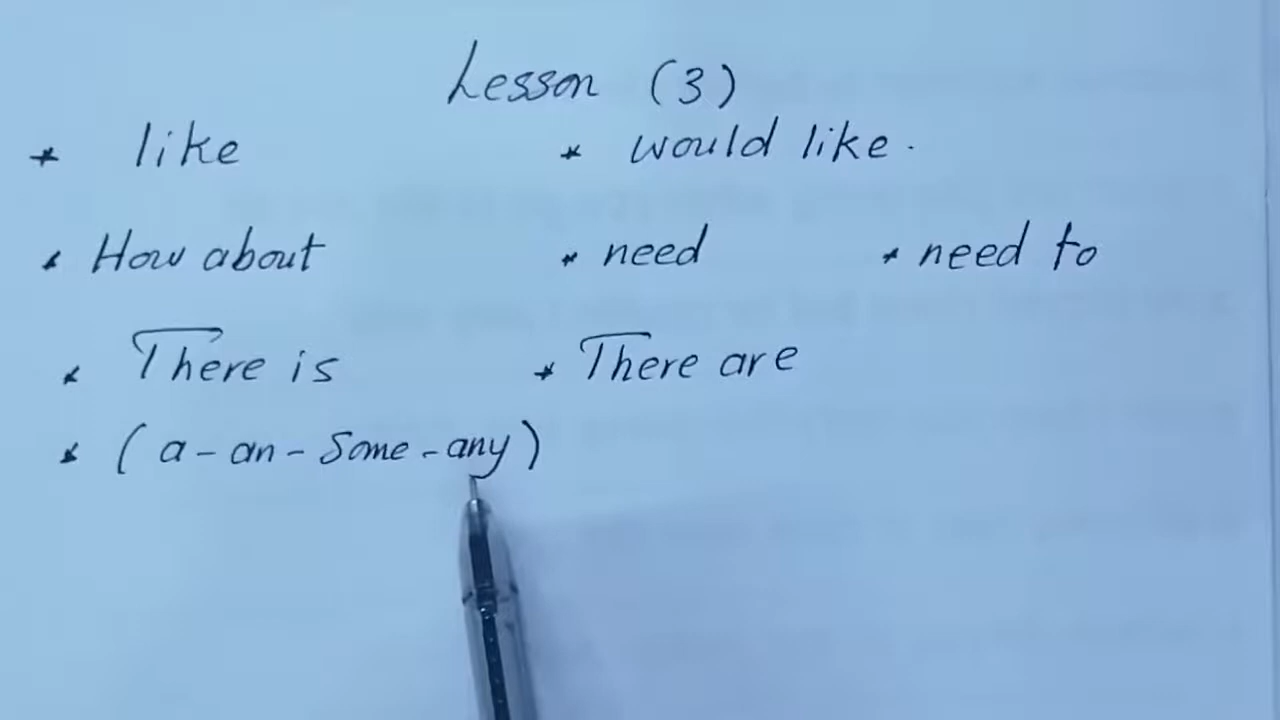 Lesson (3)
* like * would like.
* How about * need * need to
* There is * There are
* (a - an - Some - any)